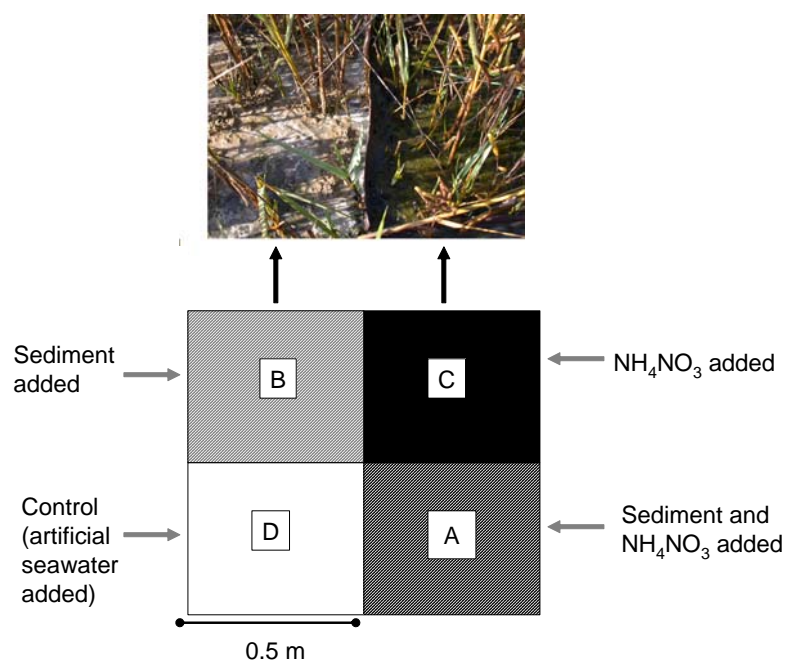 Sediment
added
B
C
NH₄NO₃ added
Control
(artificial
seawater
added)
D
A
Sediment and
NH₄NO₃ added
0.5 m